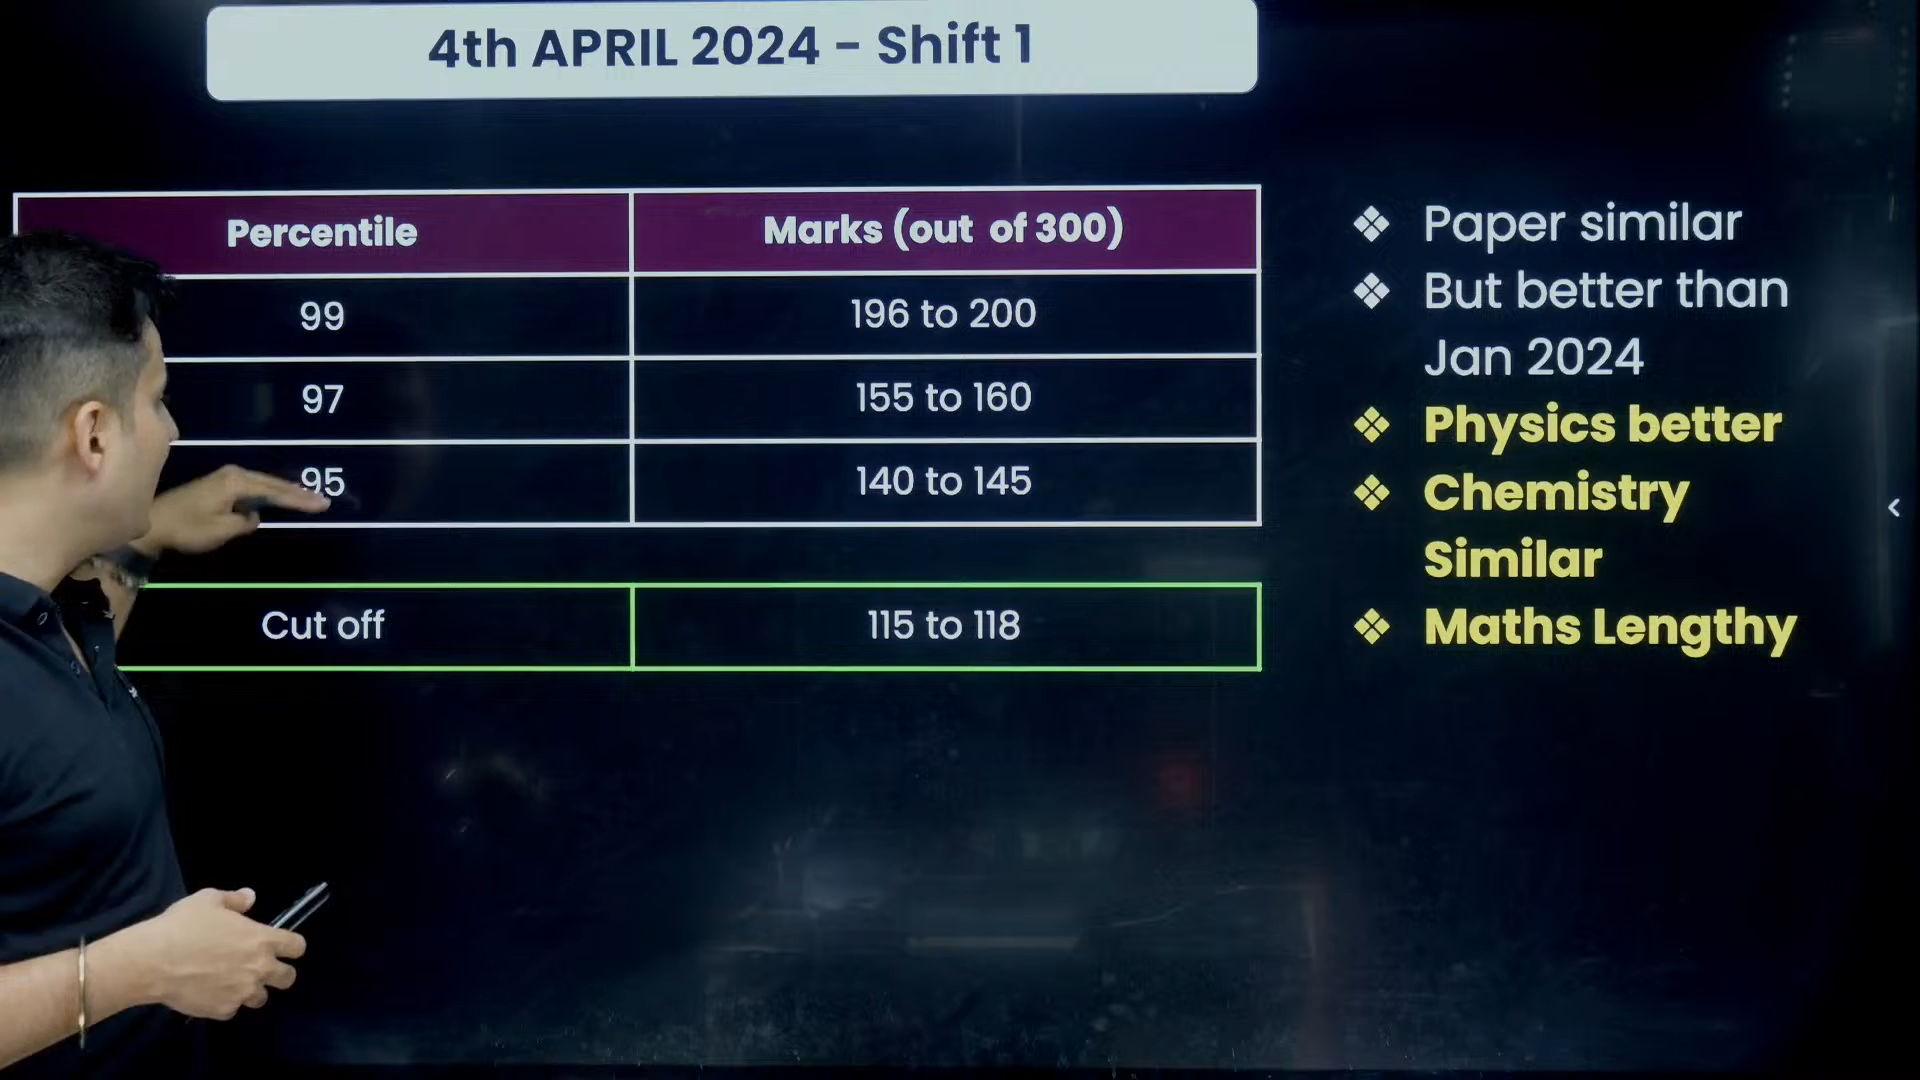 4th APRIL 2024 - Shift 1
Percentile
Marks (out of 300)
99
196 to 200
97
155 to 160
95
140 to 145
Cut off
115 to 118
❖ Paper similar
❖ But better than
Jan 2024
❖ Physics better
❖ Chemistry
Similar
❖ Maths Lengthy